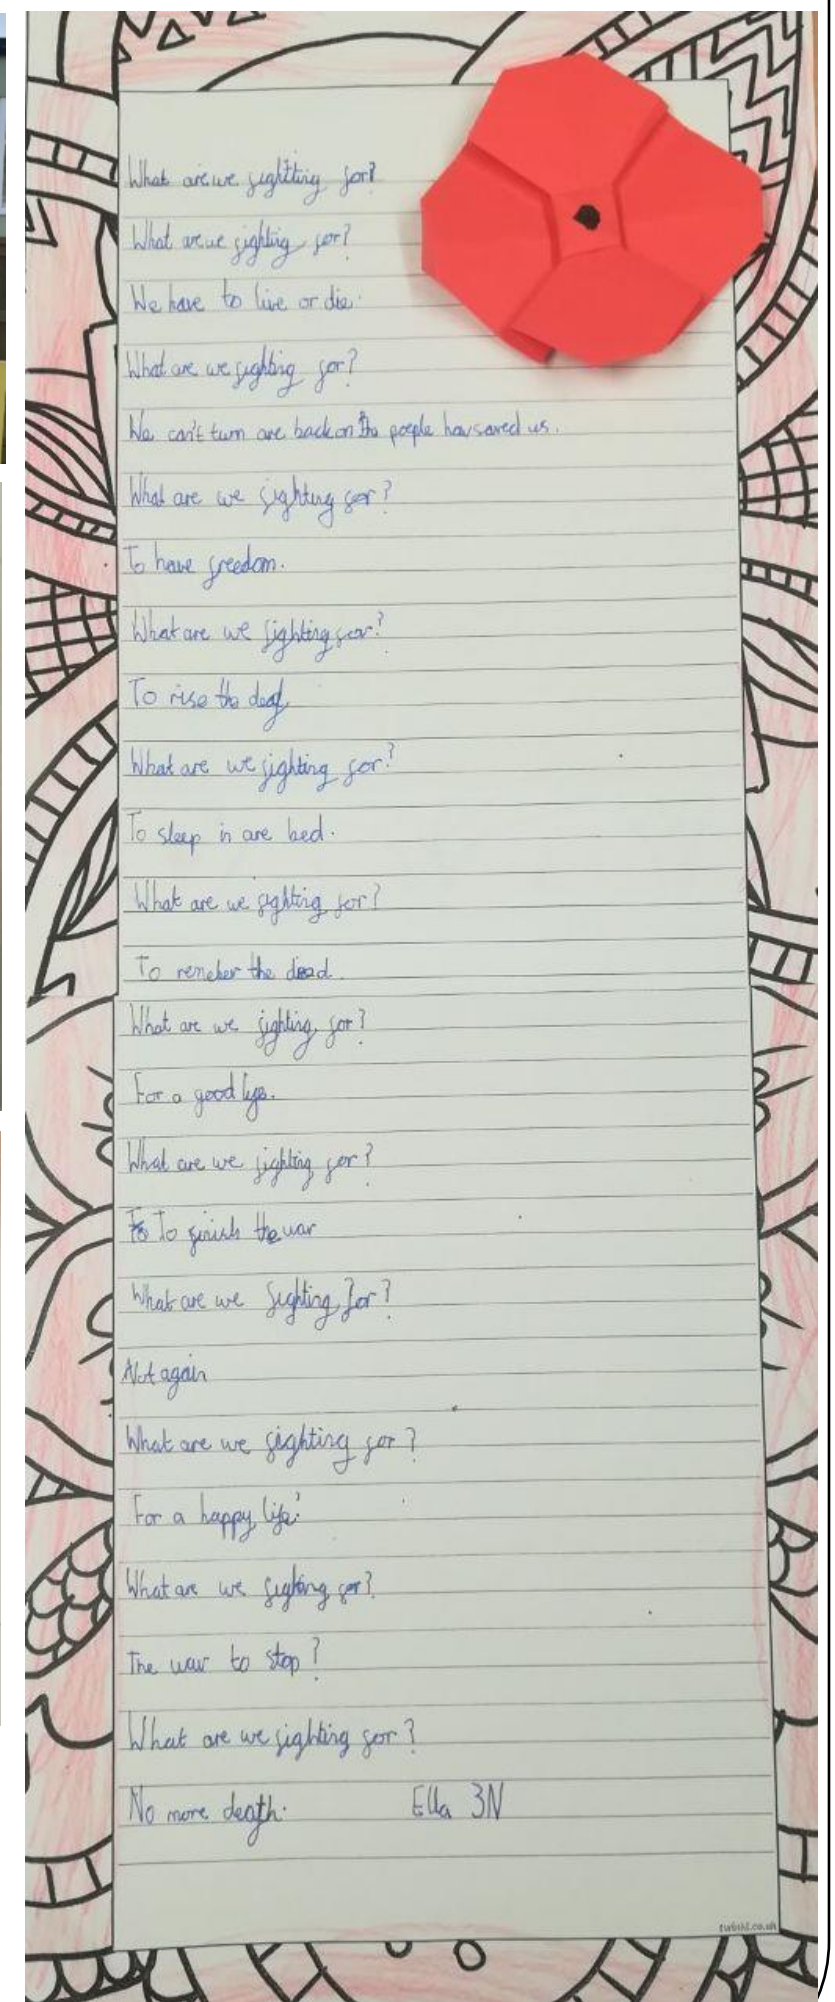 What are we fightting for?
What are we fighting for?
We have to live or die.
What are we fighting for?
We can't turn are back on the poeple how saved us.
What are we fighting for?
To have freedom.
What are we fighting for?
To rise the
What are we fighting for?
To sleep in are bed.
What are we fighting for?
To remeber the dead.
What are we fighting for?
For a good life.
What are we fighting for?
To finish the war
What are we fighting for?
Not again
What are we fighting for?
For a happy life.
What are we fighting for?
The war to stop?
What are we fighting for?
No more death. Ella 3N
twinkl.co.uk